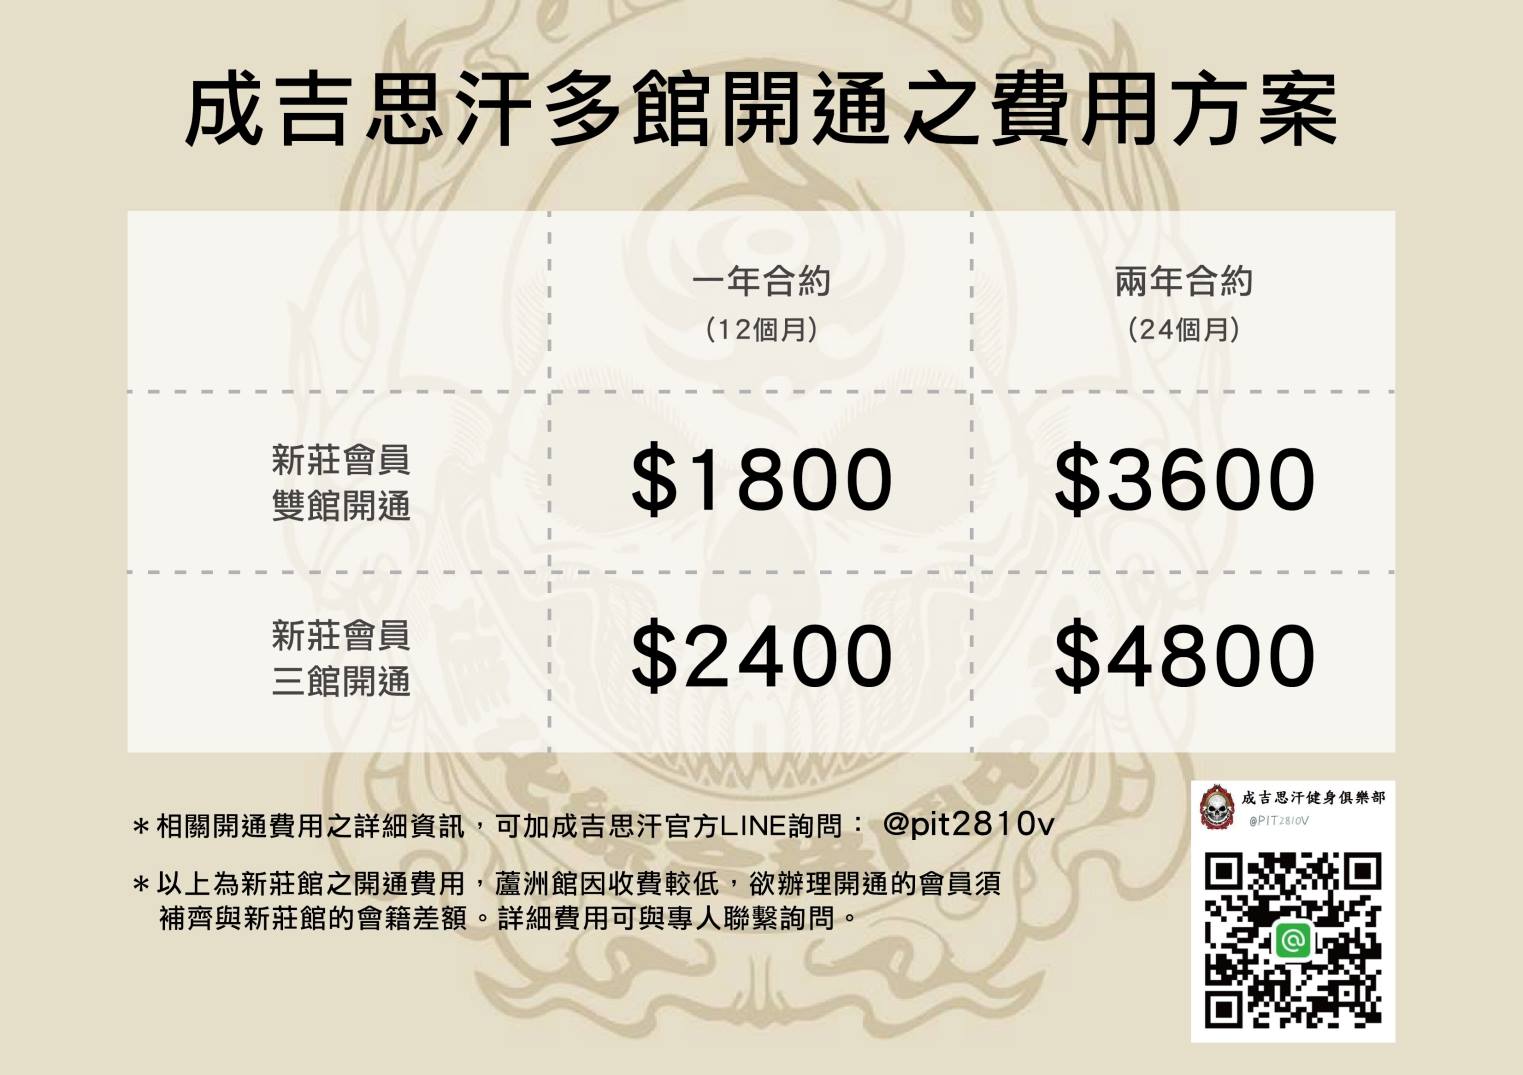 成吉思汗多館開通之費用方案
一年合約
(12個月)
兩年合約
(24個月)
新莊會員
雙館開通
$1800
$3600
新莊會員
三館開通
$2400
$4800
＊相關開通費用之詳細資訊，可加成吉思汗官方LINE詢問： @pit2810v
＊以上為新莊館之開通費用，蘆洲館因收費較低，欲辦理開通的會員須
補齊與新莊館的會籍差額。詳細費用可與專人聯繫詢問。
成吉思汗健身俱樂部
@PIT2810V